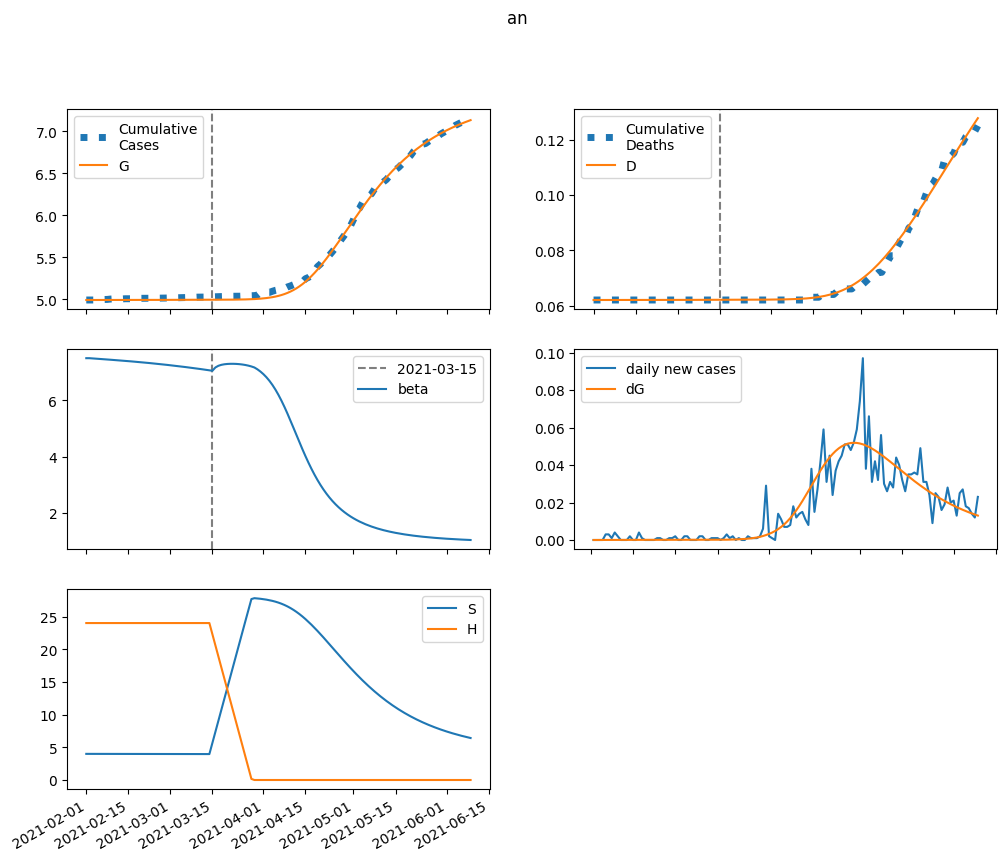 an
Cumulative
Cases
G
7.0
6.5
6.0
5.5
5.0
Cumulative
Deaths
D
0.12
0.10
0.08
0.06
2021-03-15
beta
6
4
2
daily new cases
dG
0.10
0.08
0.06
0.04
0.02
0.00
S
H
25
20
15
10
5
0
2021-02-01
2021-02-15
2021-03-01
2021-03-15
2021-04-01
2021-04-15
2021-05-01
2021-05-15
2021-06-01
2021-06-15